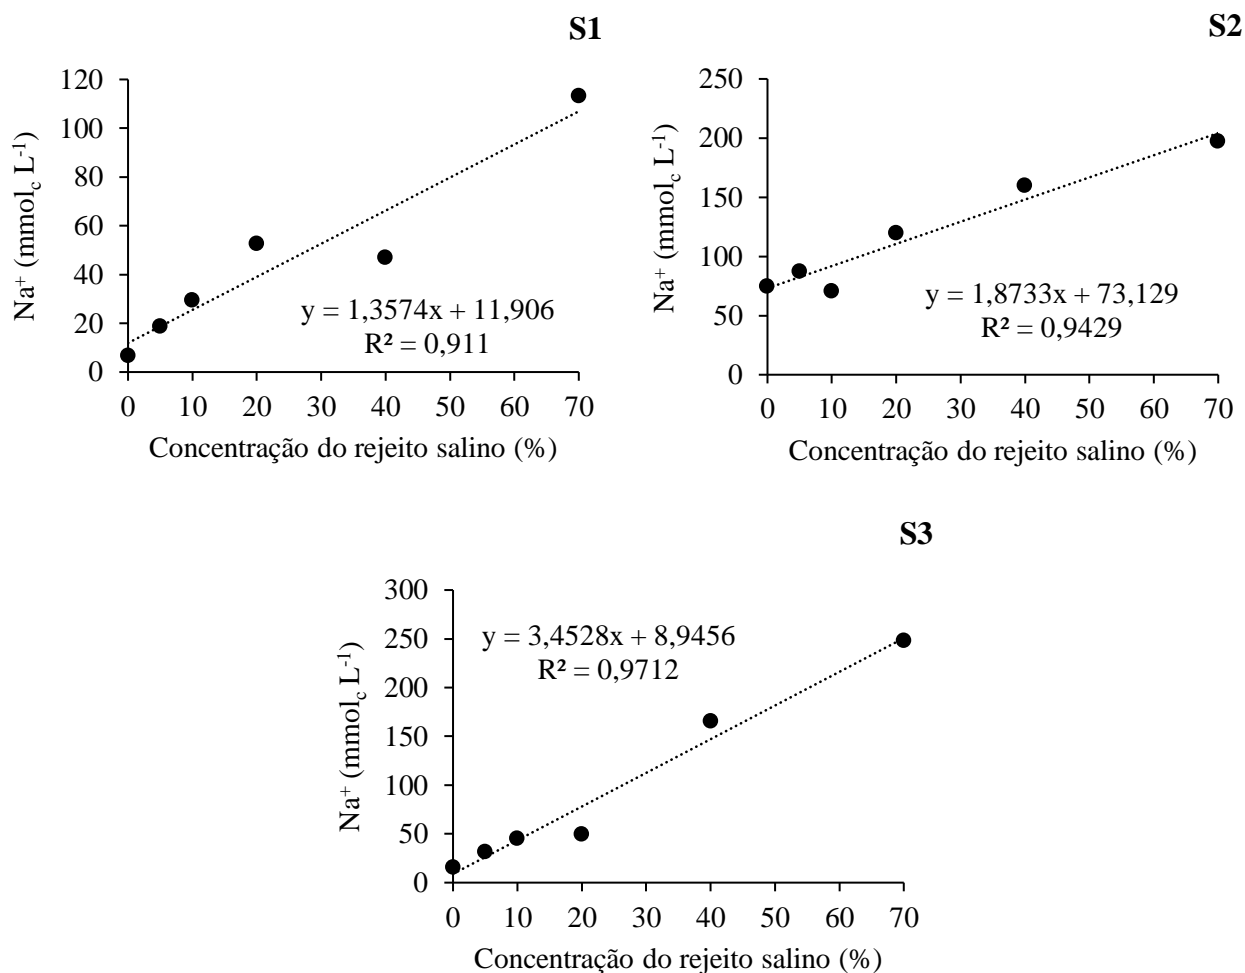 S1
120
100
80
60
40
20
0
Na⁺ (mmol_c L⁻¹)
y = 1,3574x + 11,906
R² = 0,911
0 10 20 30 40 50 60 70
Concentração do rejeito salino (%)
S2
250
200
150
100
50
0
Na⁺ (mmol_c L⁻¹)
y = 1,8733x + 73,129
R² = 0,9429
0 10 20 30 40 50 60 70
Concentração do rejeito salino (%)
S3
300
250
200
150
100
50
0
Na⁺ (mmol_c L⁻¹)
y = 3,4528x + 8,9456
R² = 0,9712
0 10 20 30 40 50 60 70
Concentração do rejeito salino (%)